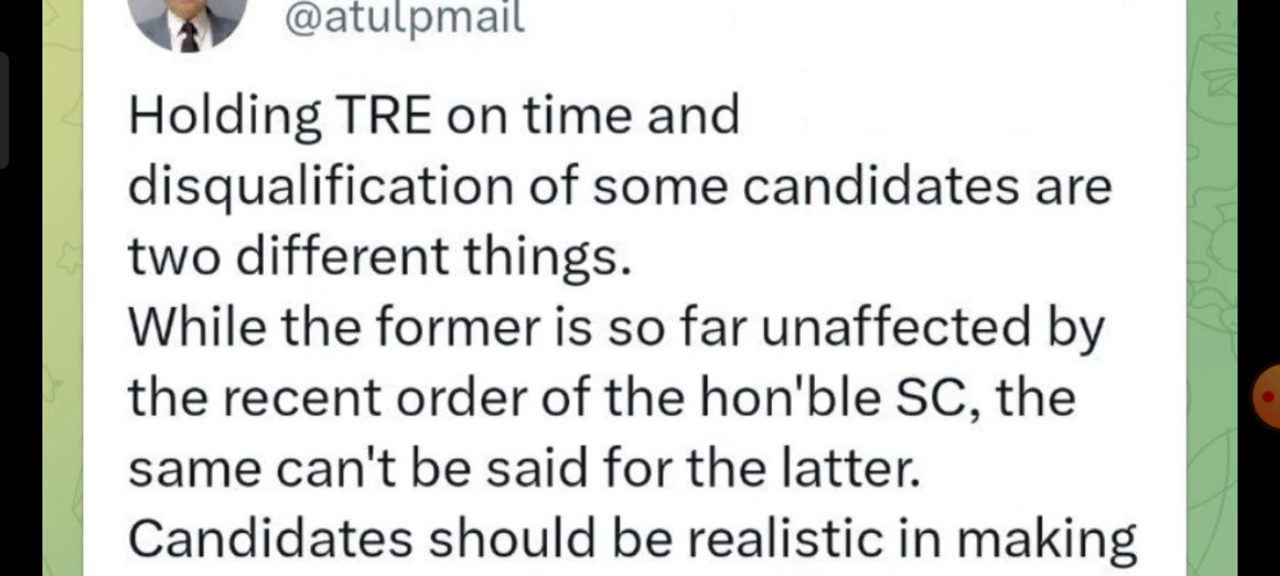 @atulpmail
Holding TRE on time and
disqualification of some candidates are
two different things.
While the former is so far unaffected by
the recent order of the hon'ble SC, the
same can't be said for the latter.
Candidates should be realistic in making